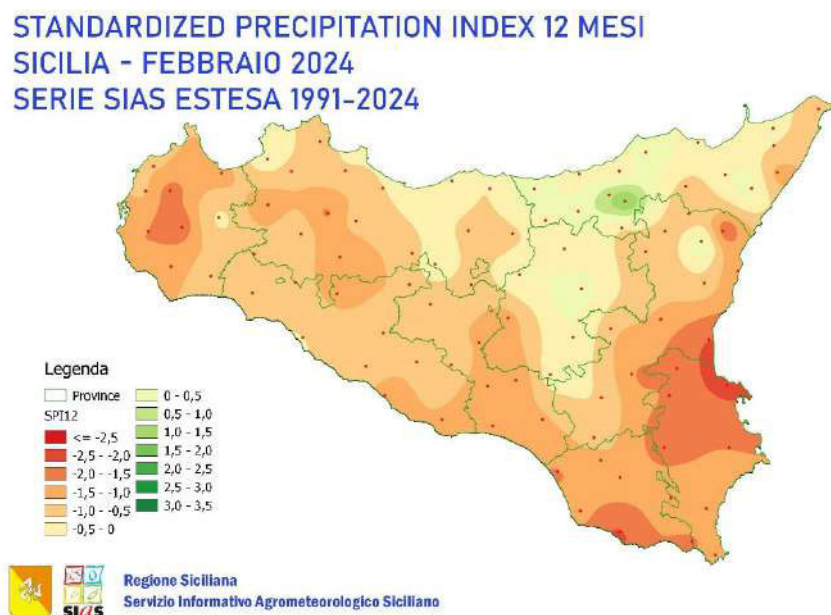 STANDARDIZED PRECIPITATION INDEX 12 MESI
SICILIA - FEBBRAIO 2024
SERIE SIAS ESTESA 1991-2024
Legenda
Province
SPI12
<= -2,5
-2,5 - -2,0
-2,0 - -1,5
-1,5 - -1,0
-1,0 - -0,5
-0,5 - 0
0 - 0,5
0,5 - 1,0
1,0 - 1,5
1,5 - 2,0
2,0 - 2,5
2,5 - 3,0
3,0 - 3,5
SIAS
Regione Siciliana
Servizio Informativo Agrometeorologico Siciliano